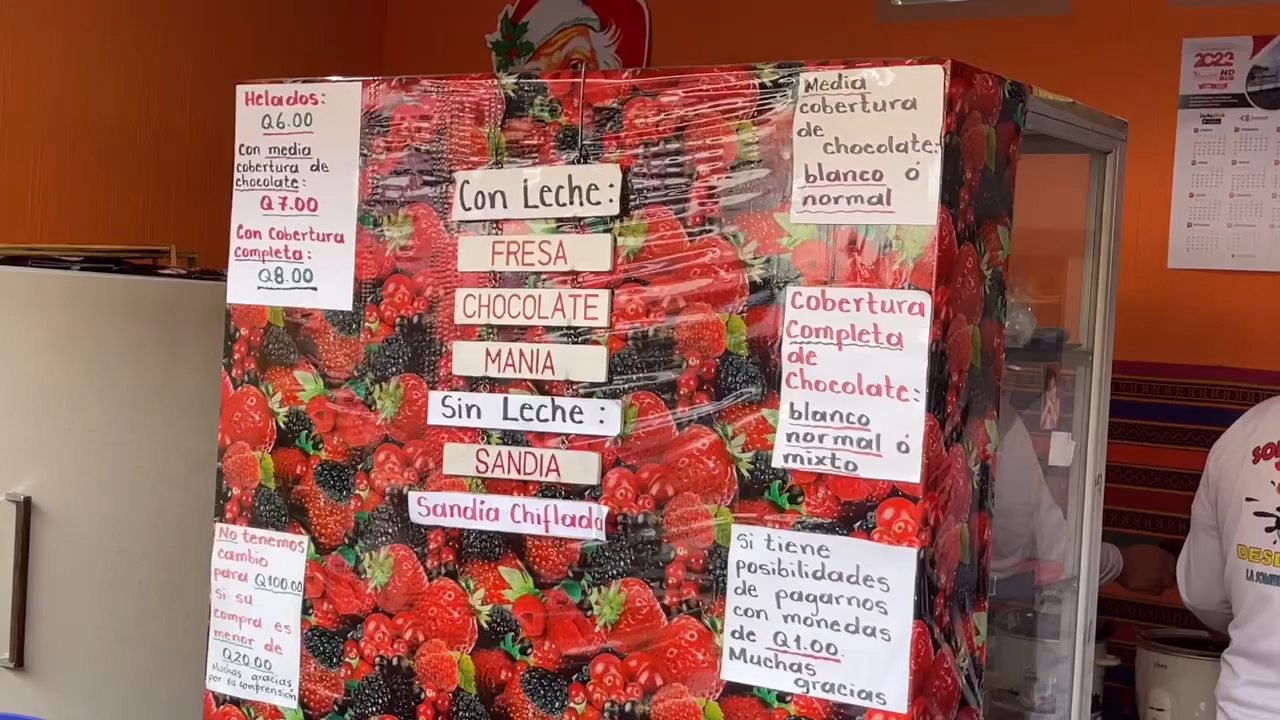 Helados:
Q6.00
Con media
cobertura de
chocolate:
Q7.00
Con Cobertura
completa:
Q8.00
Con Leche:
FRESA
CHOCOLATE
MANIA
Sin Leche:
SANDIA
Sandia Chiflada
Media
cobertura
de
chocolate:
blanco ó
normal
Cobertura
Completa
de
Chocolate:
blanco
normal ó
mixto
No tenemos
cambio
para Q100.00
si su
compra es
menor de
Q20.00
Muchas gracias
por su comprensión
Si tiene
posibilidades
de pagarnos
con monedas
de Q1.00.
Muchas
gracias
2022
HD